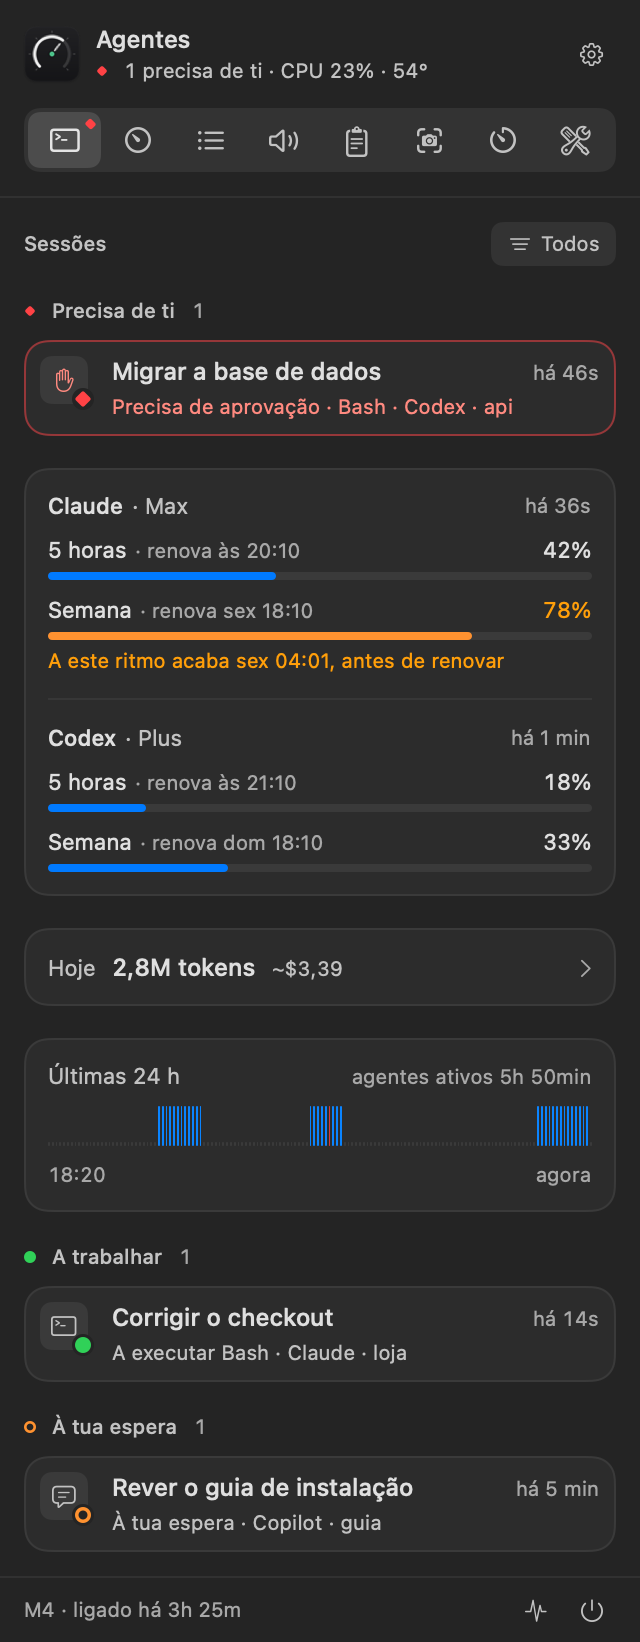 Agentes
1 precisa de ti · CPU 23% · 54°
Sessões
Todos
Precisa de ti 1
Migrar a base de dados há 46s
Precisa de aprovação · Bash · Codex · api
Claude · Max há 36s
5 horas · renova às 20:10 42%
Semana · renova sex 18:10 78%
A este ritmo acaba sex 04:01, antes de renovar
Codex · Plus há 1 min
5 horas · renova às 21:10 18%
Semana · renova dom 18:10 33%
Hoje 2,8M tokens ~$3,39
Últimas 24 h agentes ativos 5h 50min
18:20 agora
A trabalhar 1
Corrigir o checkout há 14s
A executar Bash · Claude · loja
À tua espera 1
Rever o guia de instalação há 5 min
À tua espera · Copilot · guia
M4 · ligado há 3h 25m